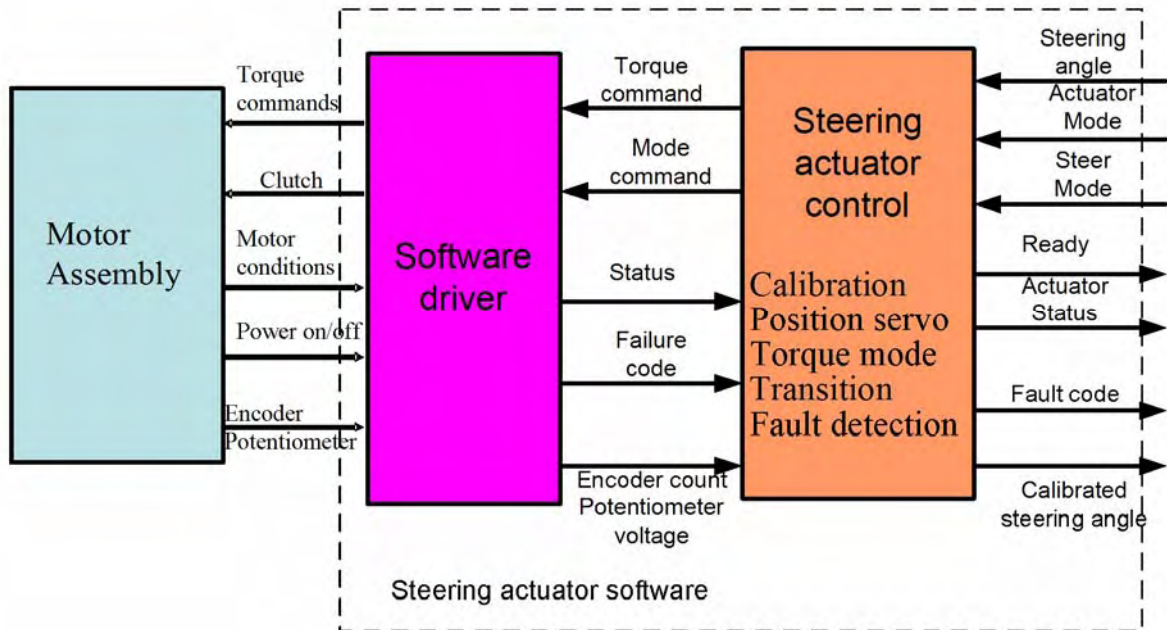 Motor
Assembly
Torque
commands
Clutch
Motor
conditions
Power on/off
Encoder
Potentiometer
Software
driver
Torque
command
Mode
command
Status
Failure
code
Encoder count
Potentiometer
voltage
Steering
actuator
control
Calibration
Position servo
Torque mode
Transition
Fault detection
Steering
angle
Actuator
Mode
Steer
Mode
Ready
Actuator
Status
Fault code
Calibrated
steering angle
Steering actuator software